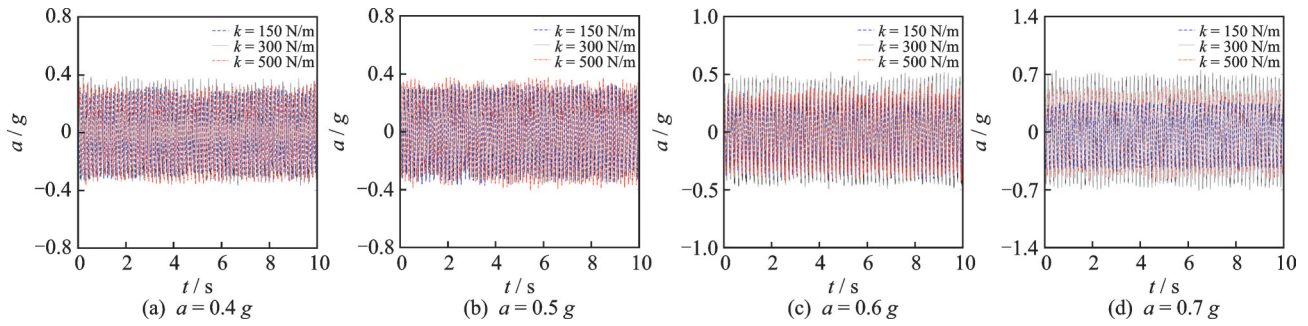 0.8
0.4
0
−0.4
−0.8
a / g
k = 150 N/m
k = 300 N/m
k = 500 N/m
0 2 4 6 8 10
t / s
(a) a = 0.4 g
0.8
0.4
0
−0.4
−0.8
a / g
k = 150 N/m
k = 300 N/m
k = 500 N/m
0 2 4 6 8 10
t / s
(b) a = 0.5 g
1.0
0.5
0
−0.5
−1.0
a / g
k = 150 N/m
k = 300 N/m
k = 500 N/m
0 2 4 6 8 10
t / s
(c) a = 0.6 g
1.4
0.7
0
−0.7
−1.4
a / g
k = 150 N/m
k = 300 N/m
k = 500 N/m
0 2 4 6 8 10
t / s
(d) a = 0.7 g